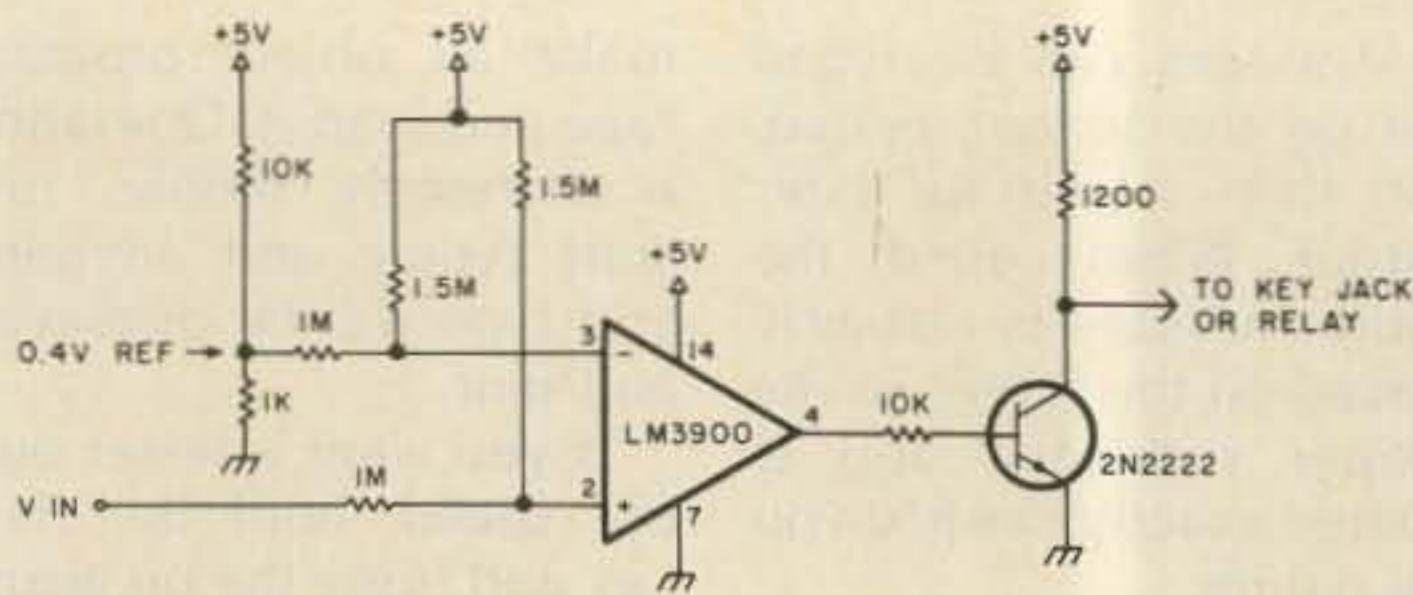 +5V
+5V
+5V
10K
1.5M
1200
+5V
1.5M
TO KEY JACK
OR RELAY
1M
0.4V REF
3
-
14
1K
LM3900
4
10K
2N2222
V IN
1M
2
+
7